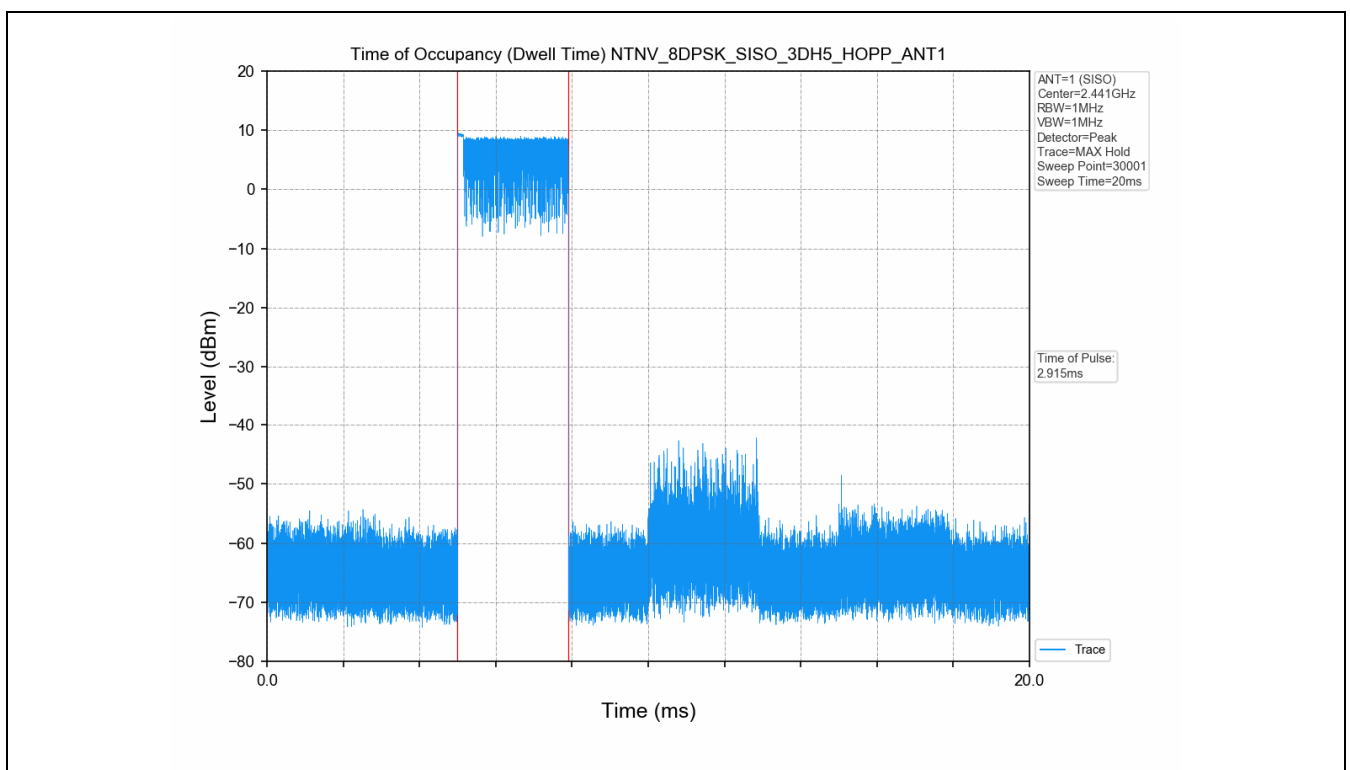 Time of Occupancy (Dwell Time) NTNV_8DPSK_SISO_3DH5_HOPP_ANT1
20
10
0
−10
−20
−30
−40
−50
−60
−70
−80
Level (dBm)
0.0
20.0
Time (ms)
ANT=1 (SISO)
Center=2.441GHz
RBW=1MHz
VBW=1MHz
Detector=Peak
Trace=MAX Hold
Sweep Point=30001
Sweep Time=20ms
Time of Pulse:
2.915ms
Trace